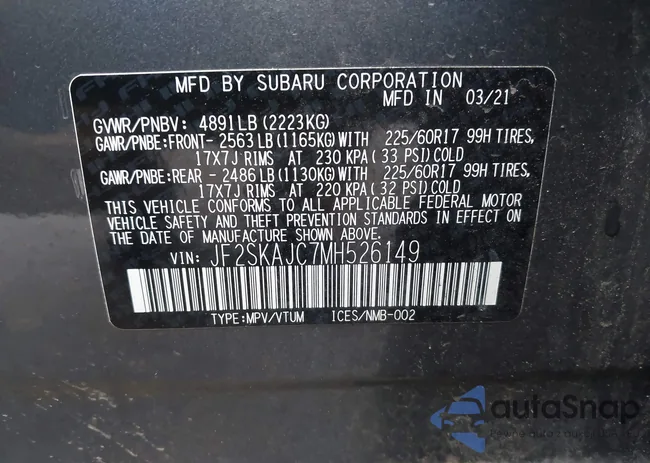 MFD BY SUBARU CORPORATION
MFD IN 03/21
GVWR/PNBV: 4891LB(2223KG)
GAWR/PNBE:FRONT-2563LB(1165KG)WITH 225/60R17 99H TIRES,
17X7J RIMS AT 230 KPA(33 PSI)COLD
GAWR/PNBE:REAR -2486LB(1130KG)WITH 225/60R17 99H TIRES,
17X7J RIMS AT 220 KPA(32 PSI)COLD
THIS VEHICLE CONFORMS TO ALL APPLICABLE FEDERAL MOTOR
VEHICLE SAFETY AND THEFT PREVENTION STANDARDS IN EFFECT ON THE
DATE OF MANUFACTURE SHOWN ABOVE.
VIN: JF2SKAJC7MH526149
TYPE:MPV/VTUM ICES/NMB-002
autoSnap